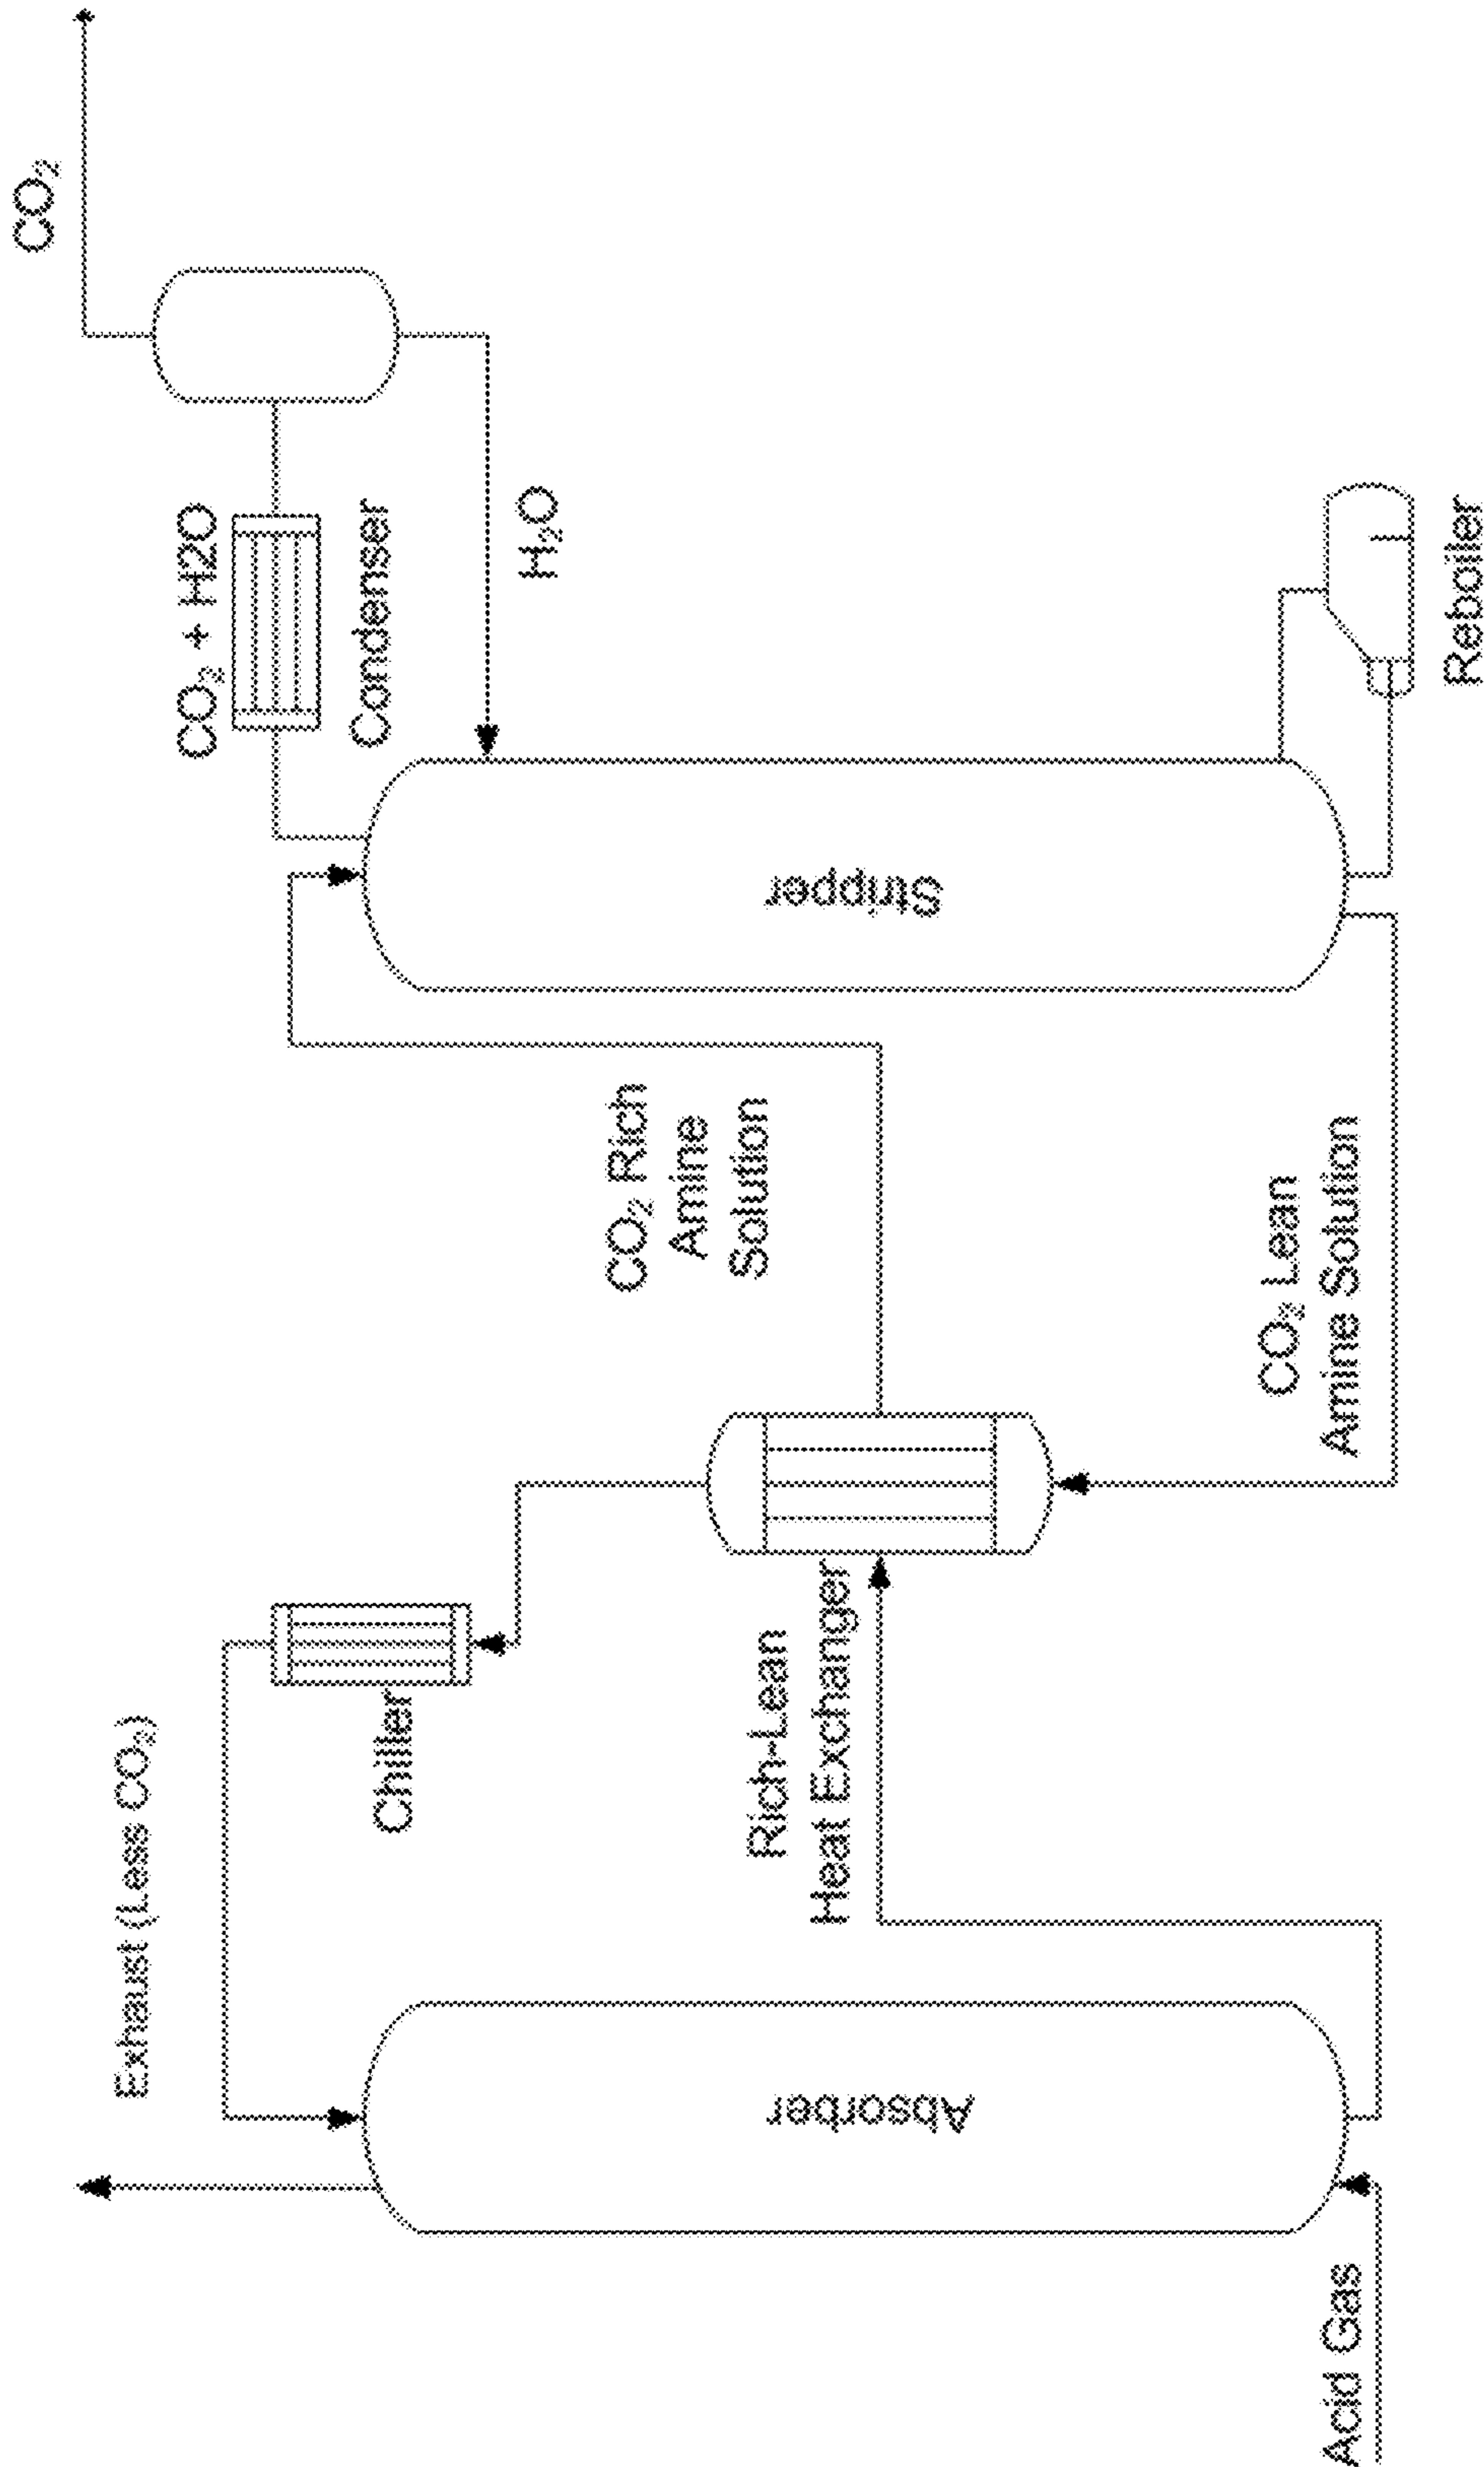 CO₂
CO₂ + H2O
Condenser
H₂O
Exhaust (Less CO₂)
Chiller
CO₂ Rich
Amine
Solution
Stripper
Rich-Lean
Heat Exchanger
Absorber
CO₂ Lean
Amine Solution
Reboiler
Acid Gas